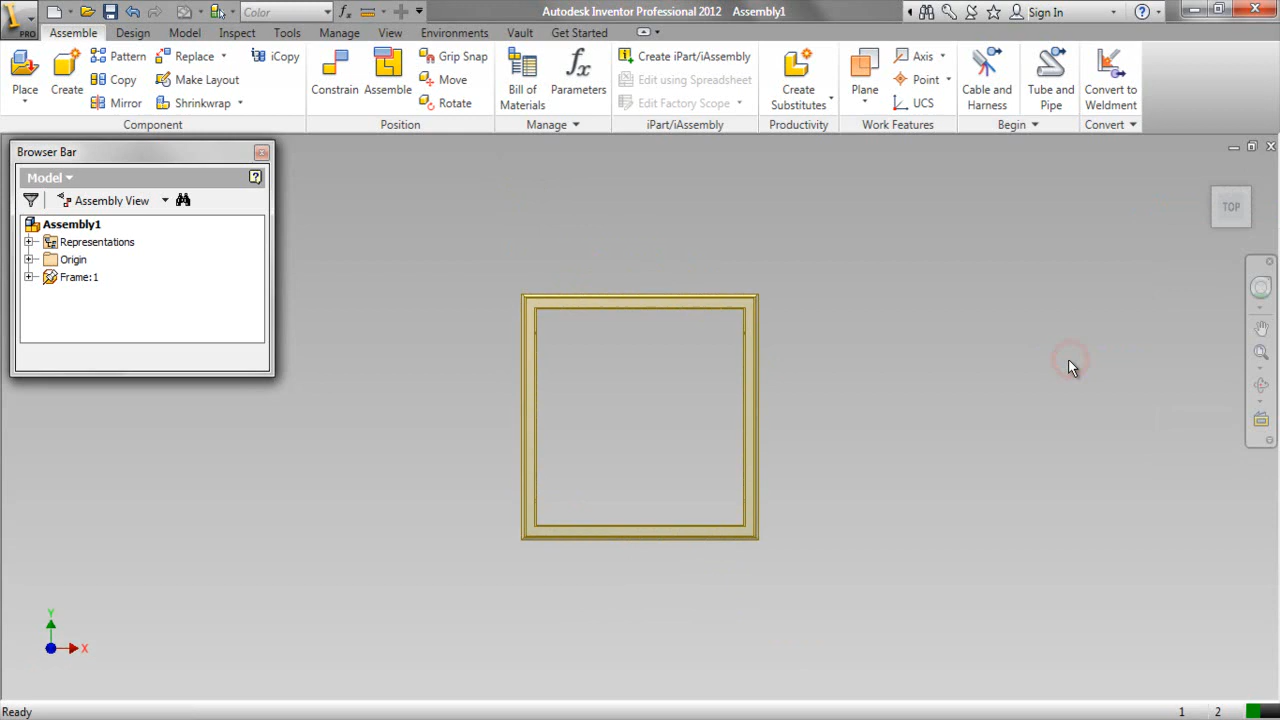 Color
Autodesk Inventor Professional 2012 Assembly1
Sign In
PRO
Assemble Design Model Inspect Tools Manage View Environments Vault Get Started
Place
Create
Pattern
Copy
Mirror
Replace
Make Layout
Shrinkwrap
iCopy
Component
Constrain
Assemble
Grip Snap
Move
Rotate
Position
Bill of
Materials
Parameters
Manage
Create iPart/iAssembly
Edit using Spreadsheet
Edit Factory Scope
iPart/iAssembly
Create
Substitutes
Productivity
Plane
Axis
Point
UCS
Work Features
Cable and
Harness
Tube and
Pipe
Begin
Convert to
Weldment
Convert
Browser Bar
Model
Assembly View
Assembly1
Representations
Origin
Frame:1
TOP
Y
X
Ready
1 2